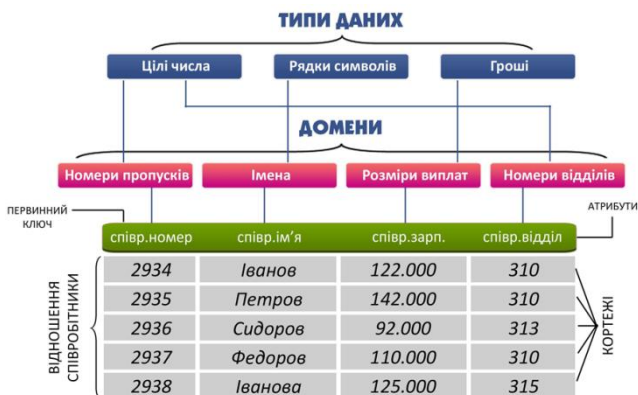 ТИПИ ДАНИХ
Цілі числа Рядки символів Гроші
ДОМЕНИ
Номери пропусків Імена Розміри виплат Номери відділів
ПЕРВИННИЙ
КЛЮЧ
АТРИБУТИ
співр.номер співр.ім’я співр.зарп. співр.відділ
ВІДНОШЕННЯ
СПІВРОБІТНИКИ
2934 Іванов 122.000 310
2935 Петров 142.000 310
2936 Сидоров 92.000 313
2937 Федоров 110.000 310
2938 Іванова 125.000 315
КОРТЕЖІ